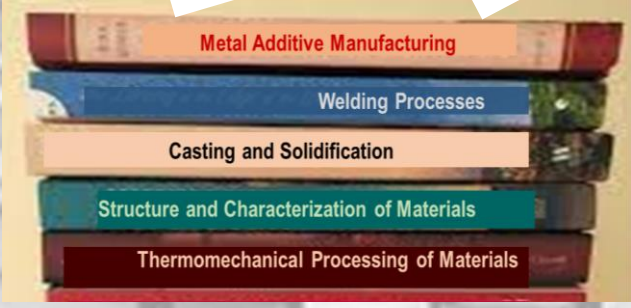 Metal Additive Manufacturing
Welding Processes
Casting and Solidification
Structure and Characterization of Materials
Thermomechanical Processing of Materials